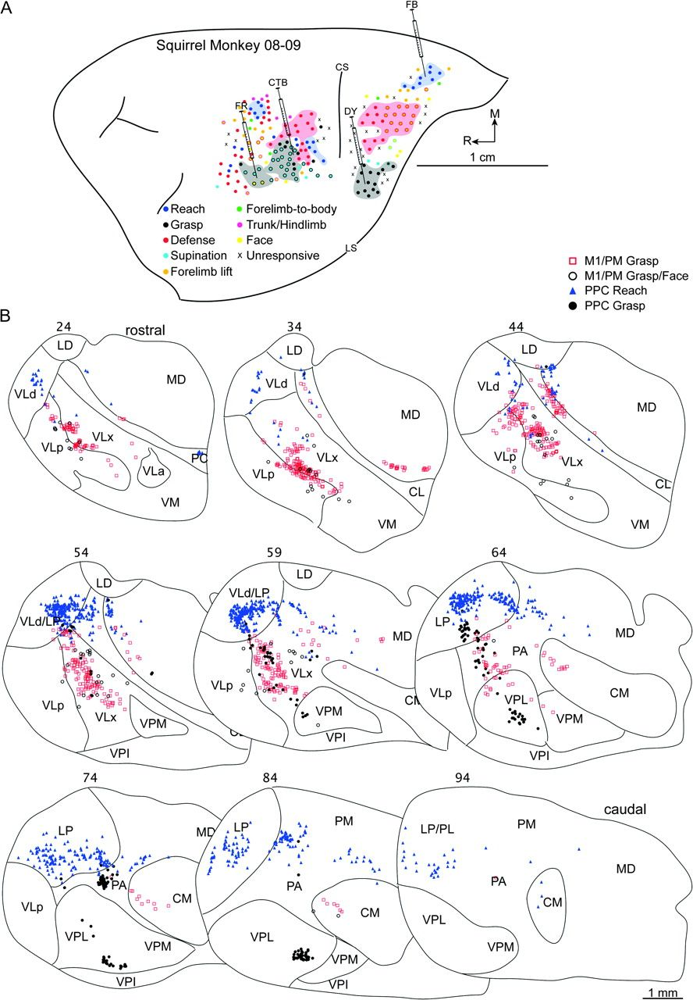 A
FB
Squirrel Monkey 08-09
CS
CTB
FR
DY
M
R
1 cm
Reach
Forelimb-to-body
Grasp
Trunk/Hindlimb
Defense
Face
Supination
x Unresponsive
Forelimb lift
LS
M1/PM Grasp
M1/PM Grasp/Face
PPC Reach
PPC Grasp
B
24
rostral
LD
VLd
MD
VLx
VLp
PC
VLa
VM
34
LD
VLd
MD
VLx
VLp
CL
VM
44
LD
VLd
MD
VLp
VLx
CL
VM
54
LD
VLd/LP
VLp
VLx
VPM
VPI
59
LD
VLd/LP
MD
VLx
VLp
CM
VPM
VPI
64
LP
MD
PA
VLp
VPL
CM
VPM
VPI
74
LP
MD
PA
VLp
CM
VPL
VPM
VPI
84
LP
PM
PA
CM
VPL
VPM
VPI
94
caudal
LP/PL
PM
MD
PA
CM
VPL
VPM
1 mm